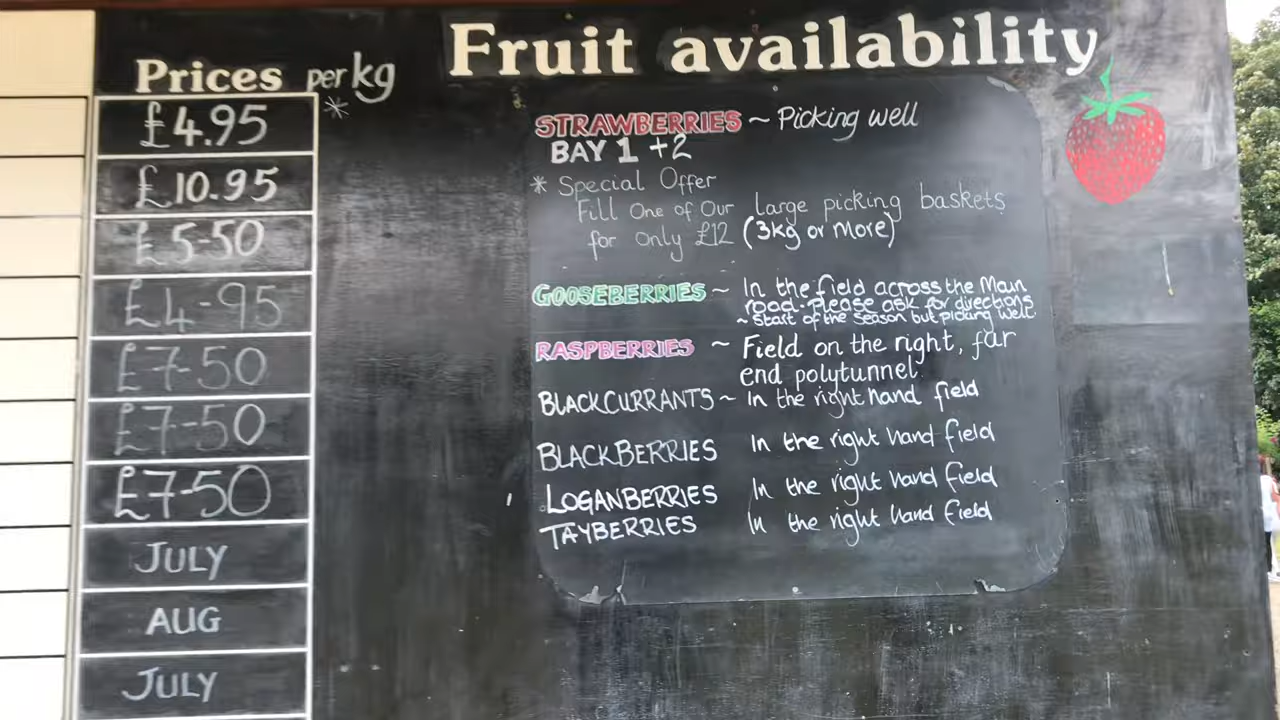 Prices per kg
£4.95 *
£10.95
£5-50
£4-95
£7-50
£7-50
£7-50
JULY
AUG
JULY
Fruit availability
STRAWBERRIES ~ Picking well
BAY 1 + 2
* Special Offer
Fill One of Our large picking baskets
for only £12 (3kg or more)
GOOSEBERRIES ~ In the field across the Main
road. Please ask for directions
~ Start of the season but picking well.
RASPBERRIES ~ Field on the right, far
end polytunnel.
BLACKCURRANTS ~ In the right hand field
BLACKBERRIES In the right hand field
LOGANBERRIES In the right hand field
TAYBERRIES In the right hand field